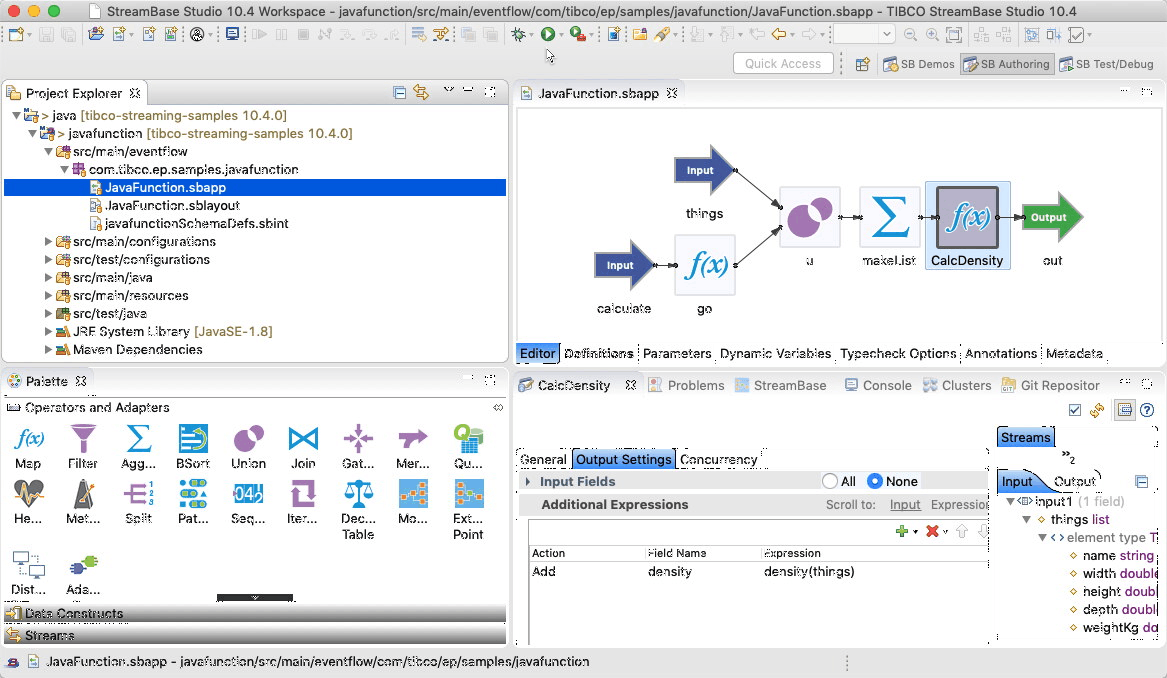 StreamBase Studio 10.4 Workspace - javafunction/src/main/eventflow/com/tibco/ep/samples/javafunction/JavaFunction.sbapp - TIBCO StreamBase Studio 10.4
Quick Access
SB Demos
SB Authoring
SB Test/Debug
Project Explorer
> java [tibco-streaming-samples 10.4.0]
> javafunction [tibco-streaming-samples 10.4.0]
src/main/eventflow
com.tibco.ep.samples.javafunction
JavaFunction.sbapp
JavaFunction.sblayout
javafunctionSchemaDefs.sbint
src/main/configurations
src/test/configurations
src/main/java
src/main/resources
src/test/java
JRE System Library [JavaSE-1.8]
Maven Dependencies
JavaFunction.sbapp
Input
things
Input
calculate
f(x)
go
u
makeList
f(x)
CalcDensity
Output
out
Editor Definitions Parameters Dynamic Variables Typecheck Options Annotations Metadata
Palette
Operators and Adapters
f(x)
042
Map Filter Agg... BSort Union Join Gat... Mer... Qu...
He... Met... Split Pat... Seq... Iter... Dec... Table Mo... Ext... Point
Dist... Ada...
Data Constructs
Streams
CalcDensity Problems StreamBase Console Clusters Git Repositor
General Output Settings Concurrency
Input Fields All None
Additional Expressions Scroll to: Input Expression
Action Field Name Expression
Add density density(things)
Streams
»2
Input Output
input1 (1 field)
things list
element type T
name string
width double
height doubl
depth doubl
weightKg do
JavaFunction.sbapp - javafunction/src/main/eventflow/com/tibco/ep/samples/javafunction